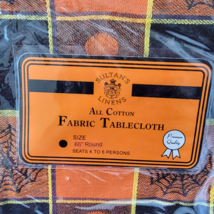 SULTAN'S
LINENS
ALL COTTON
FABRIC TABLECLOTH
SIZE
60" Round
SEATS 4 TO 6 PERSONS
Premium
Quality